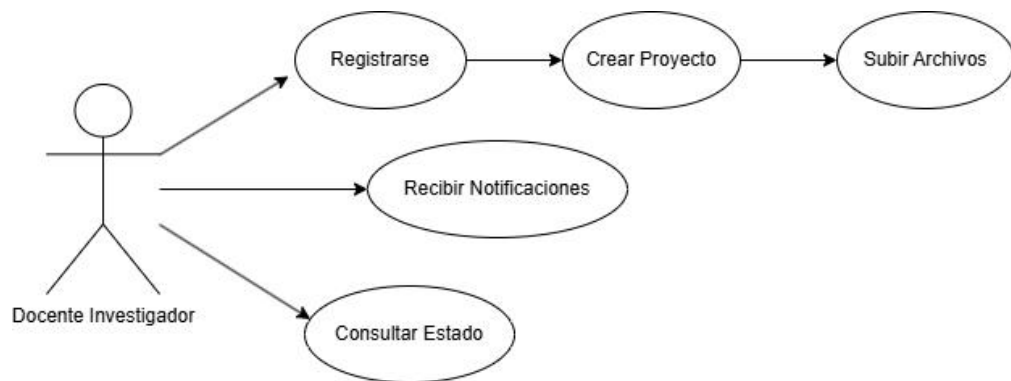 Registrarse
Crear Proyecto
Subir Archivos
Recibir Notificaciones
Docente Investigador
Consultar Estado